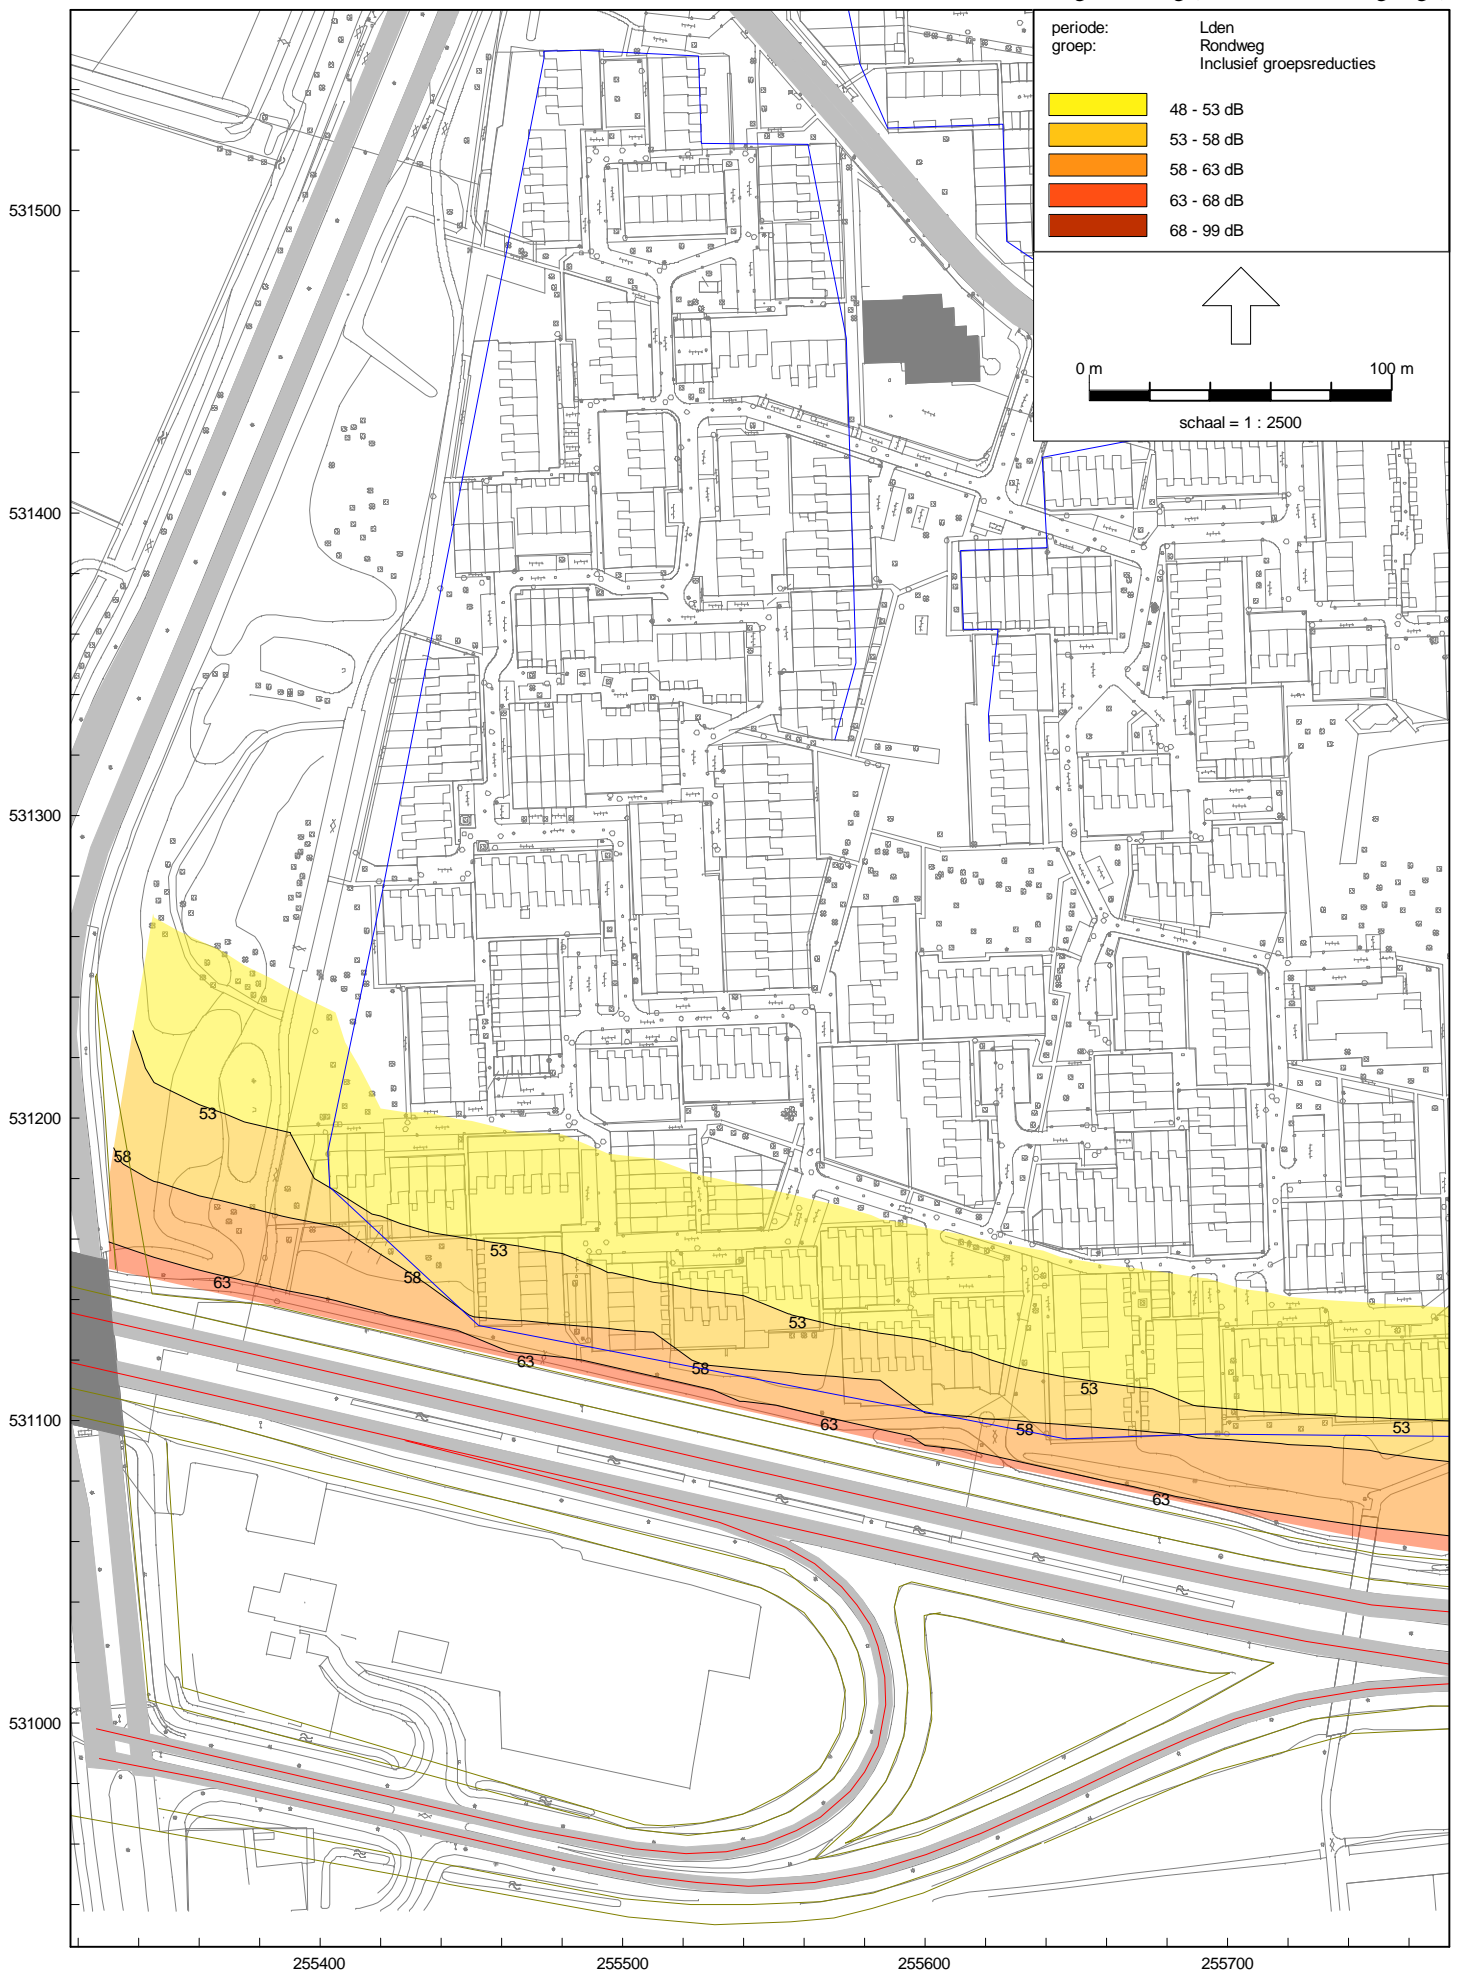 periode: Lden
groep: Rondweg
Inclusief groepsreducties
48 - 53 dB
53 - 58 dB
58 - 63 dB
63 - 68 dB
68 - 99 dB
0 m 100 m
schaal = 1 : 2500
531500
531400
531300
531200
531100
531000
53
58
53
58
63
53
63
58
53
63
58
53
63
255400 255500 255600 255700